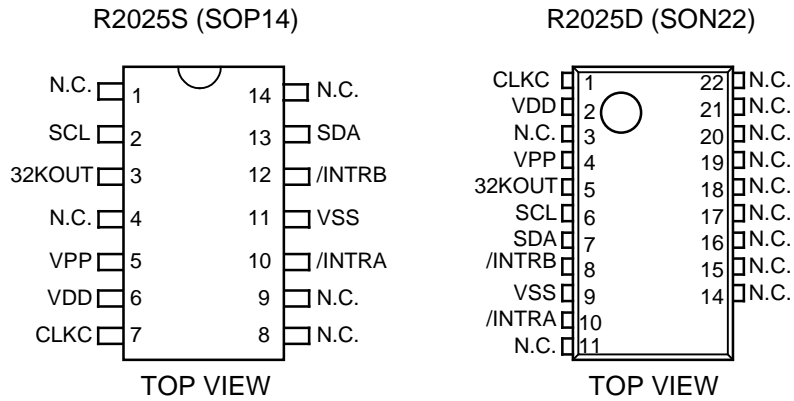 R2025S (SOP14)
N.C. 1 14 N.C.
SCL 2 13 SDA
32KOUT 3 12 /INTRB
N.C. 4 11 VSS
VPP 5 10 /INTRA
VDD 6 9 N.C.
CLKC 7 8 N.C.
TOP VIEW
R2025D (SON22)
CLKC 1 22 N.C.
VDD 2 21 N.C.
N.C. 3 20 N.C.
VPP 4 19 N.C.
32KOUT 5 18 N.C.
SCL 6 17 N.C.
SDA 7 16 N.C.
/INTRB 8 15 N.C.
VSS 9 14 N.C.
/INTRA 10
N.C. 11
TOP VIEW